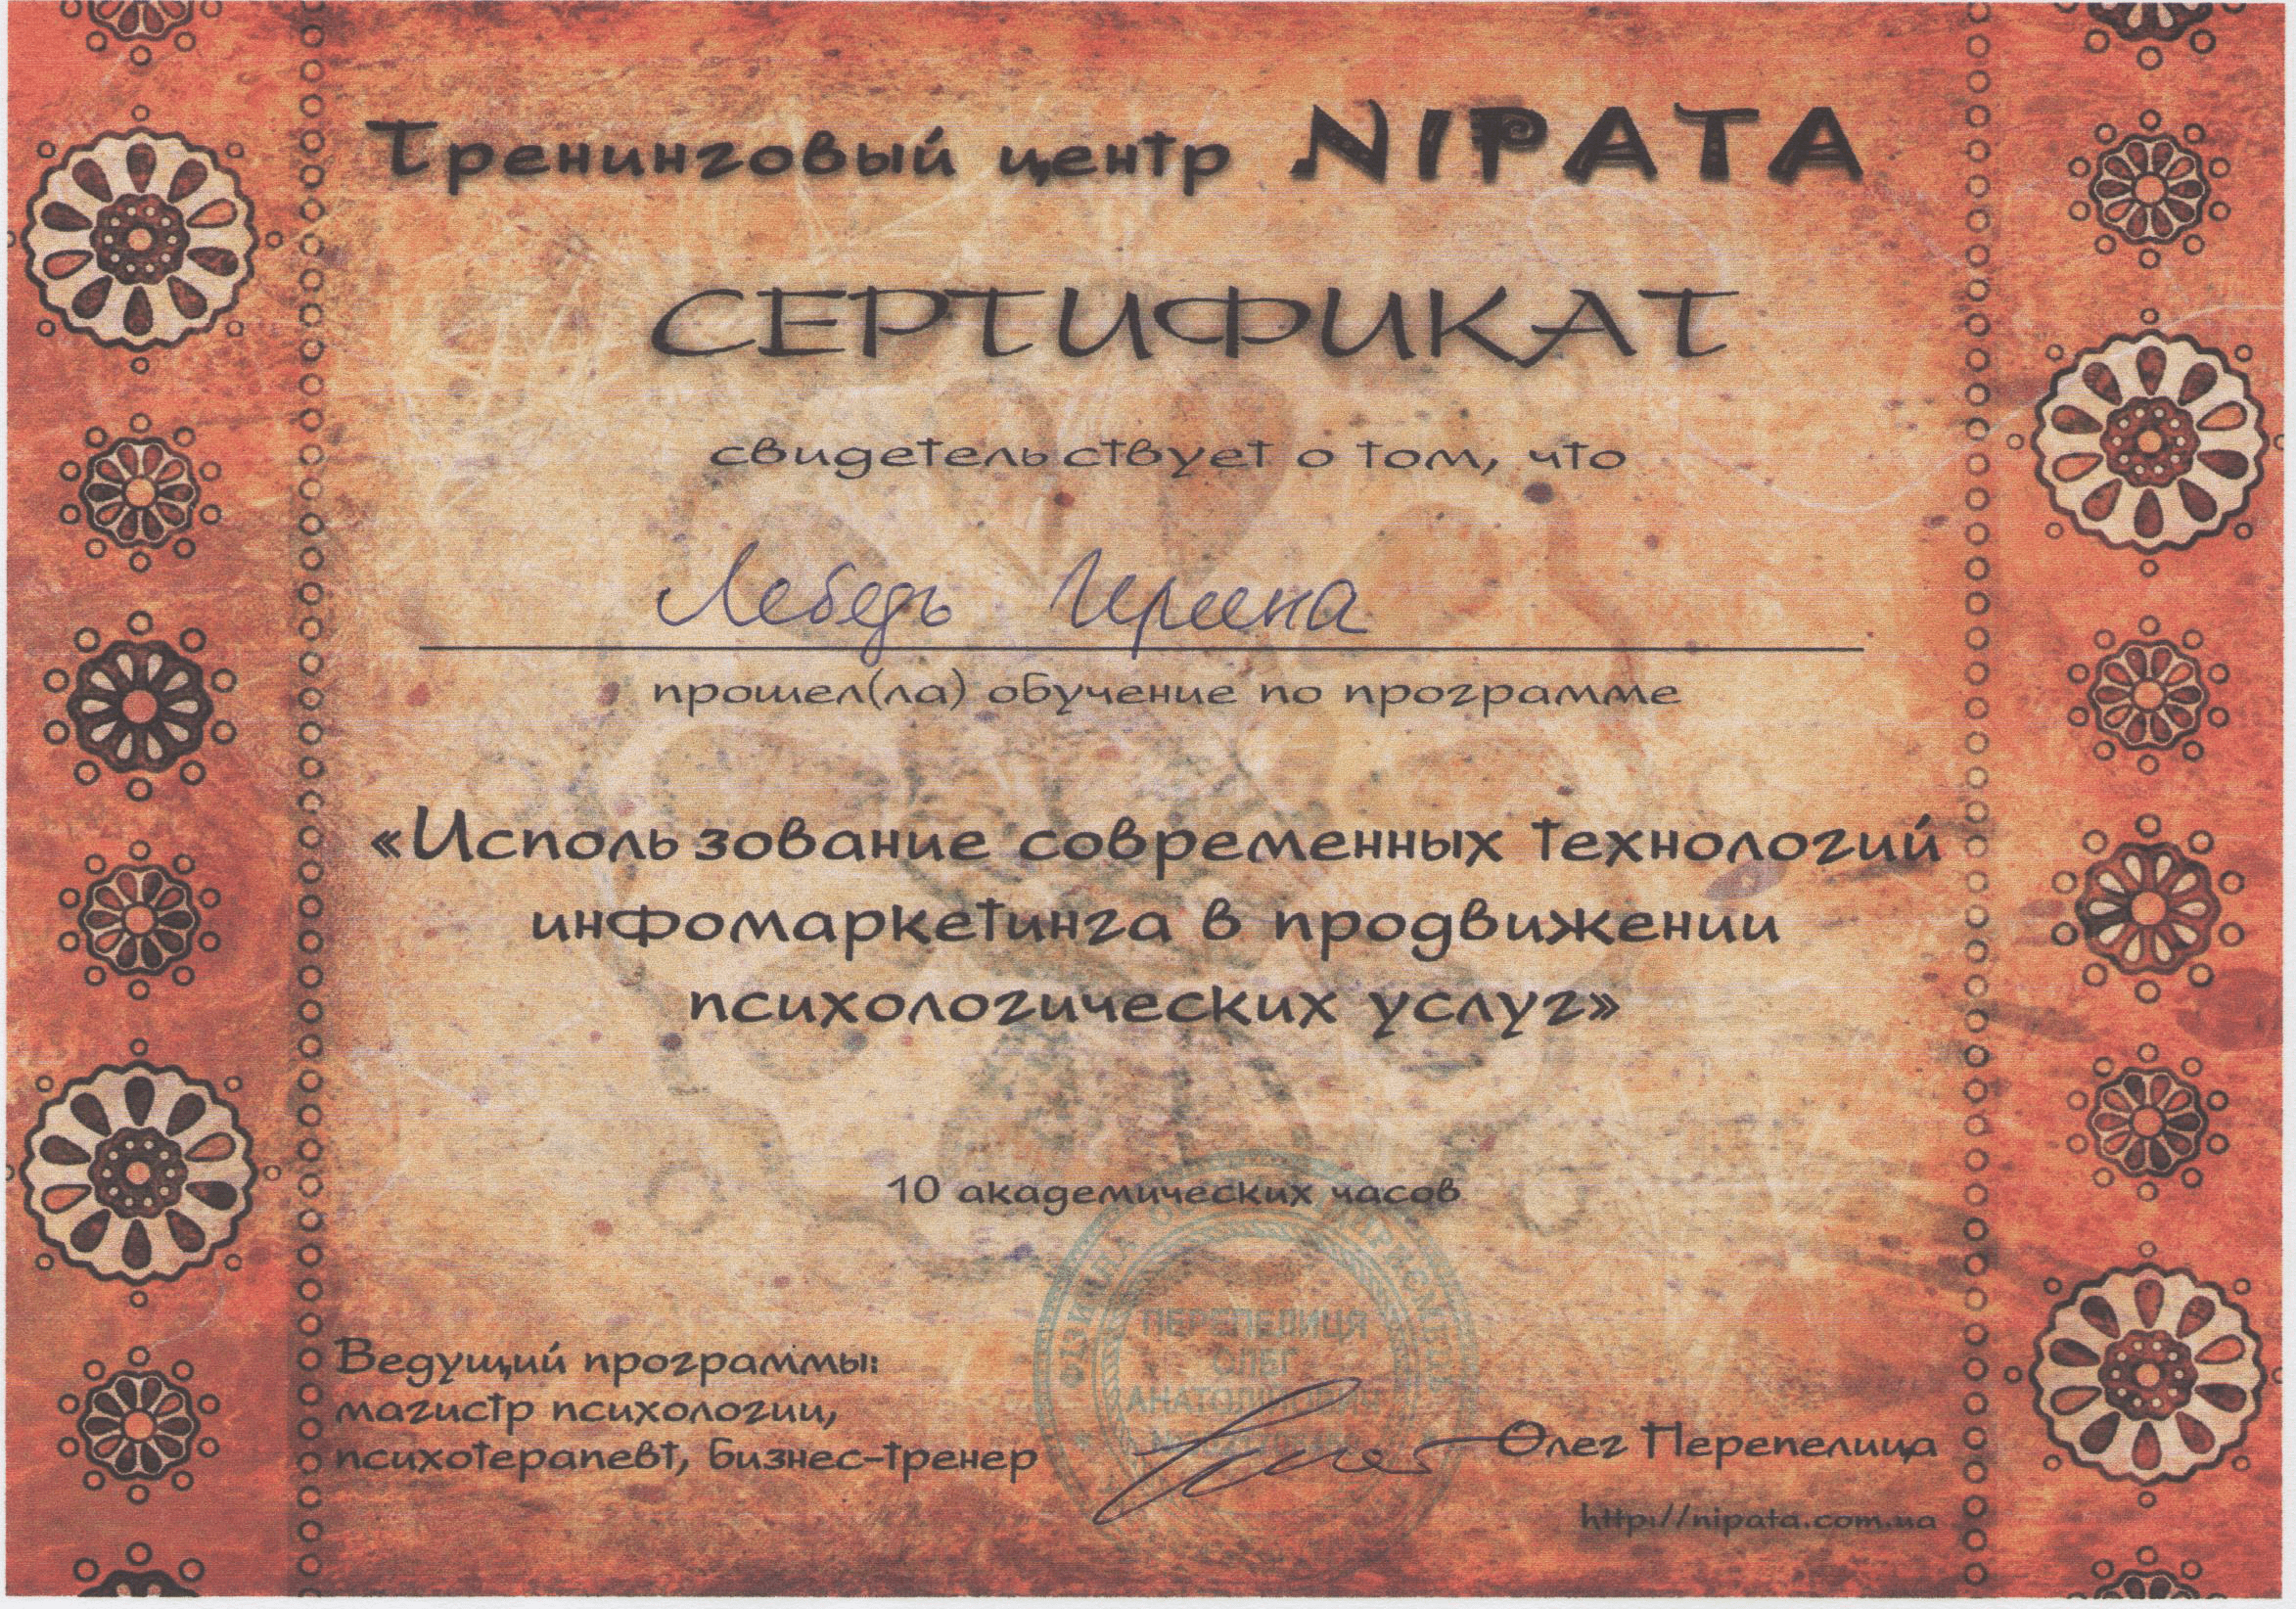 Тренинговый центр NIPATA
СЕРТИФИКАТ
свидетельствует о том, что
Лебедь Ирина
прошел(ла) обучение по программе
«Использование современных технологий
инфомаркетинга в продвижении
психологических услуг»
10 академических часов
ПЕРЕПЕЛИЦЯ
ОЛЕГ
АНАТОЛІЙОВИЧ
Ведущий программы:
магистр психологии,
психотерапевт, бизнес-тренер
Олег Перепелица
http://nipata.com.ua